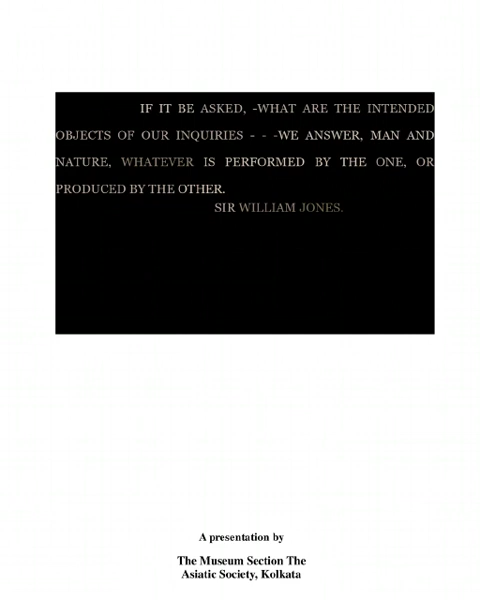 IF IT BE ASKED, -WHAT ARE THE INTENDED
OBJECTS OF OUR INQUIRIES - - -WE ANSWER, MAN AND
NATURE, WHATEVER IS PERFORMED BY THE ONE, OR
PRODUCED BY THE OTHER.
SIR WILLIAM JONES.
A presentation by
The Museum Section The
Asiatic Society, Kolkata